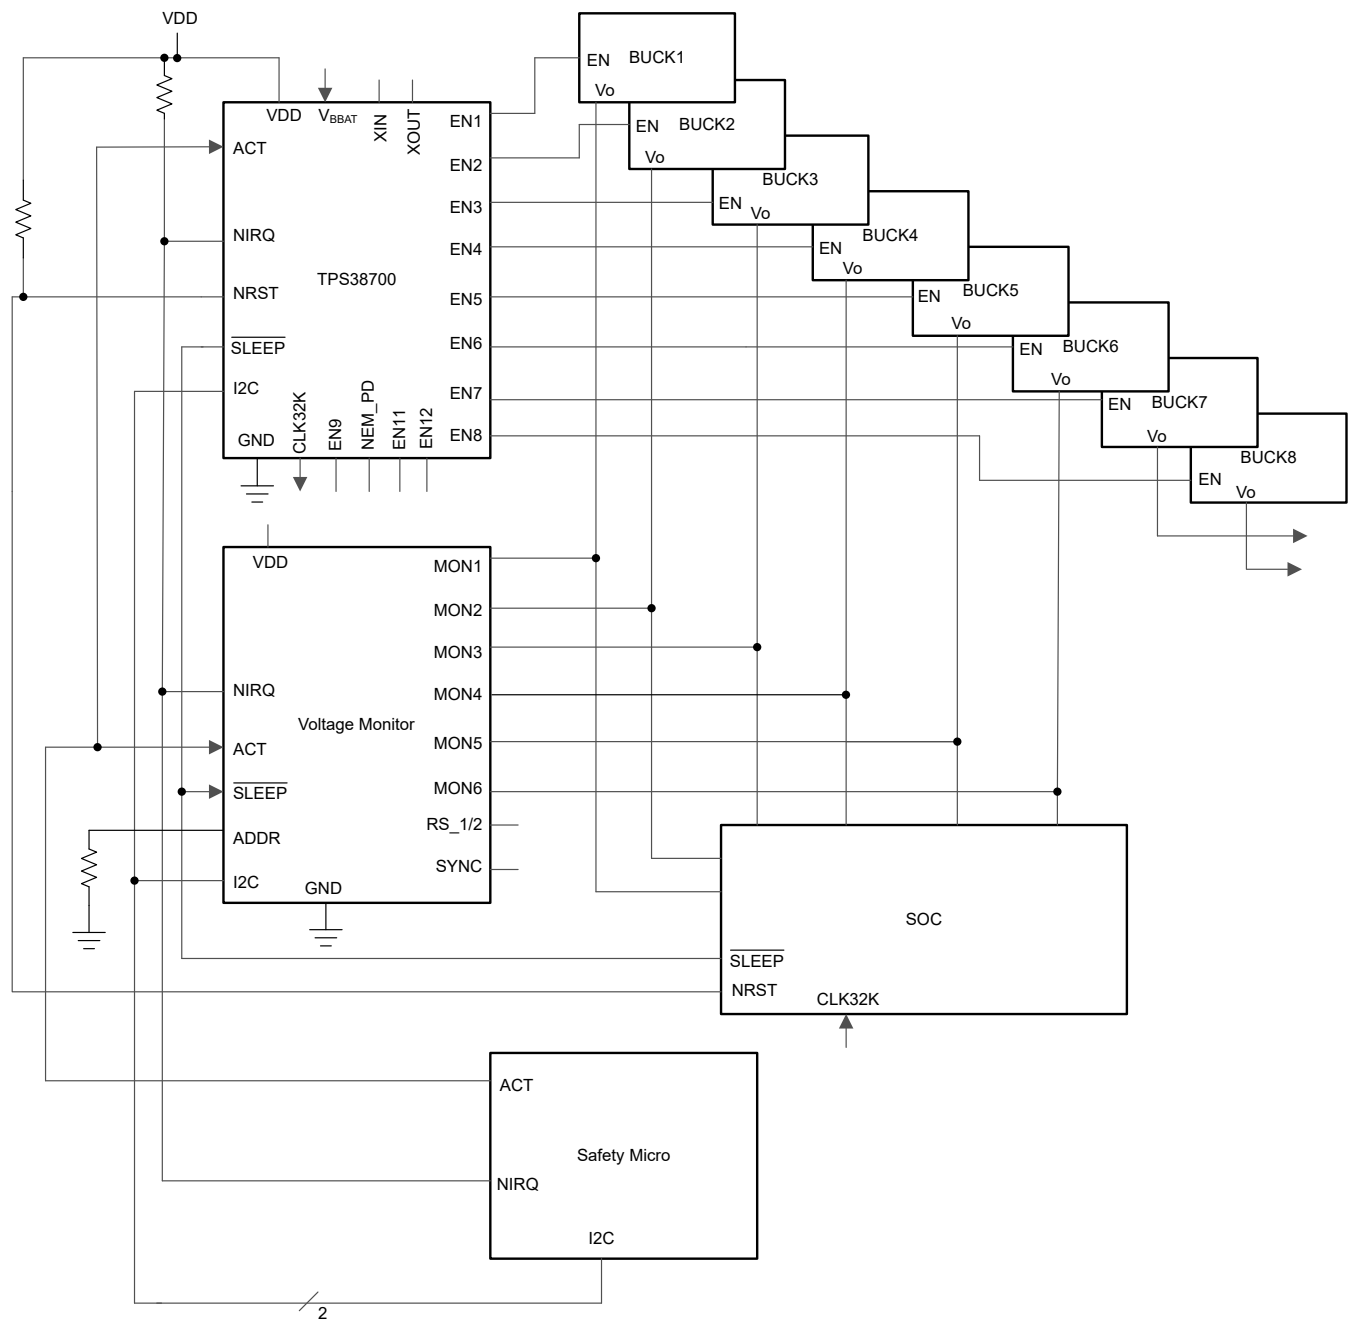 VDD
VDD
VBBAT
XIN
XOUT
ACT
NIRQ
NRST
SLEEP
I2C
GND
TPS38700
CLK32K
EN9
NEM_PD
EN11
EN12
EN1
EN2
EN3
EN4
EN5
EN6
EN7
EN8
EN
BUCK1
Vo
EN
BUCK2
Vo
BUCK3
EN
Vo
BUCK4
EN
Vo
BUCK5
EN
Vo
BUCK6
EN
Vo
BUCK7
EN
Vo
BUCK8
EN
Vo
VDD
NIRQ
ACT
SLEEP
ADDR
I2C
GND
Voltage Monitor
MON1
MON2
MON3
MON4
MON5
MON6
RS_1/2
SYNC
SOC
SLEEP
NRST
CLK32K
ACT
Safety Micro
NIRQ
I2C
2